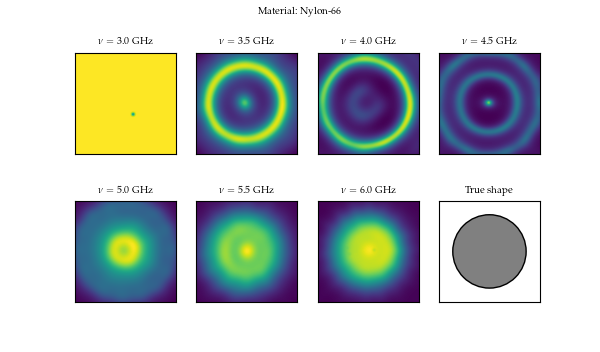 Material: Nylon-66
ν = 3.0 GHz
ν = 3.5 GHz
ν = 4.0 GHz
ν = 4.5 GHz
ν = 5.0 GHz
ν = 5.5 GHz
ν = 6.0 GHz
True shape